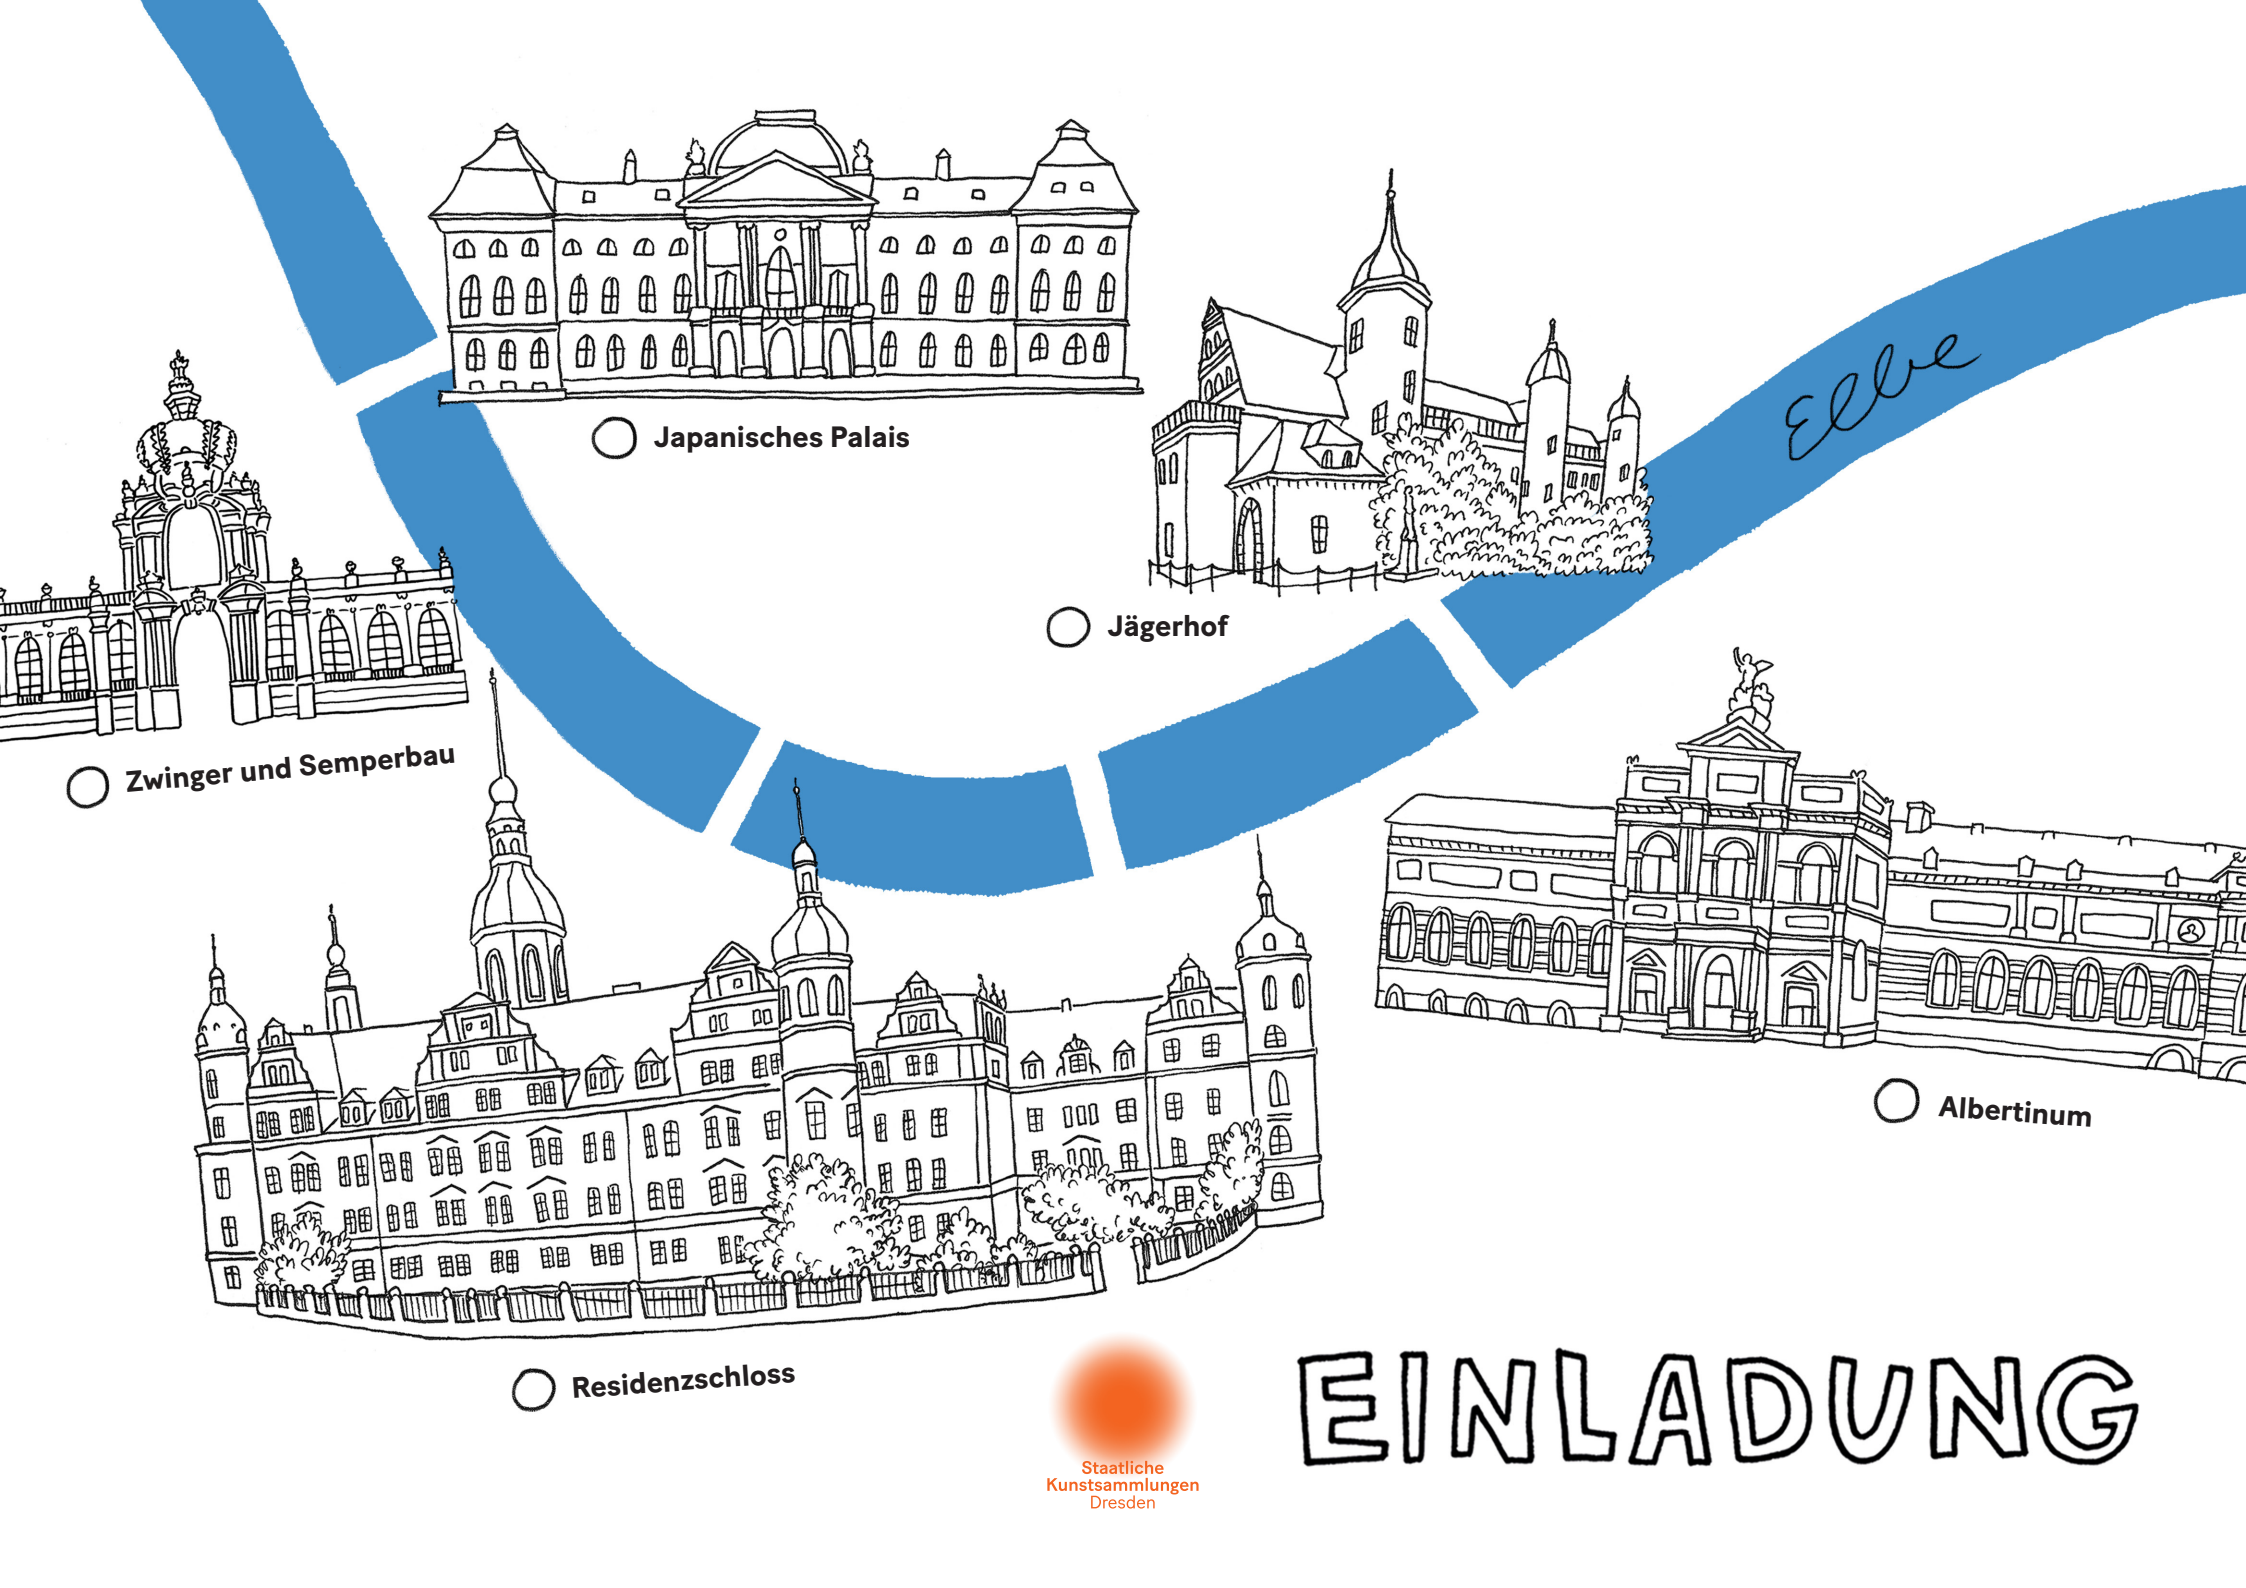 Elbe
Japanisches Palais
Jägerhof
Zwinger und Semperbau
Albertinum
Residenzschloss
Staatliche
Kunstsammlungen
Dresden
EINLADUNG